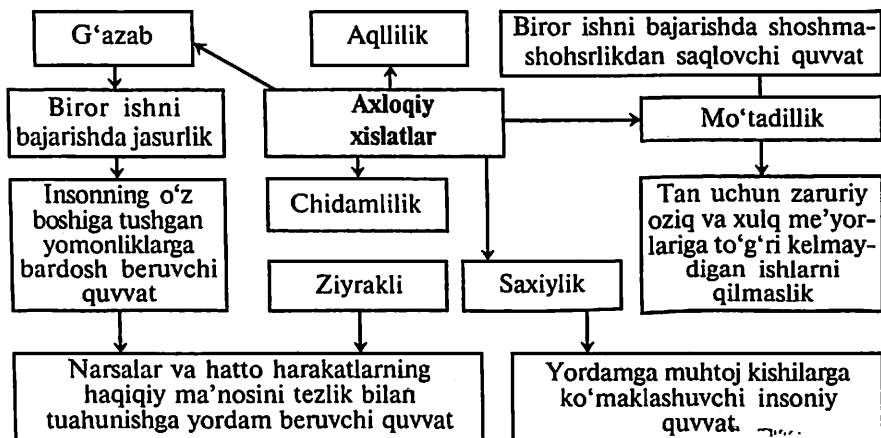 G‘azab
Aqllilik
Biror ishni bajarishda shoshma-
shohsrlikdan saqlovchi quvvat
Biror ishni
bajarishda jasurlik
Axloqiy
xislatlar
Mo‘tadillik
Insonning o‘z
boshiga tushgan
yomonliklarga
bardosh beruvchi
quvvat
Chidamlilik
Tan uchun zaruriy
oziq va xulq me’yor-
lariga to‘g‘ri kelmay-
digan ishlarni
qilmaslik
Ziyrakli
Saxiylik
Narsalar va hatto harakatlarning
haqiqiy ma’nosini tezlik bilan
tuahunishga yordam beruvchi quvvat
Yordamga muhtoj kishilarga
ko‘maklashuvchi insoniy
quvvat